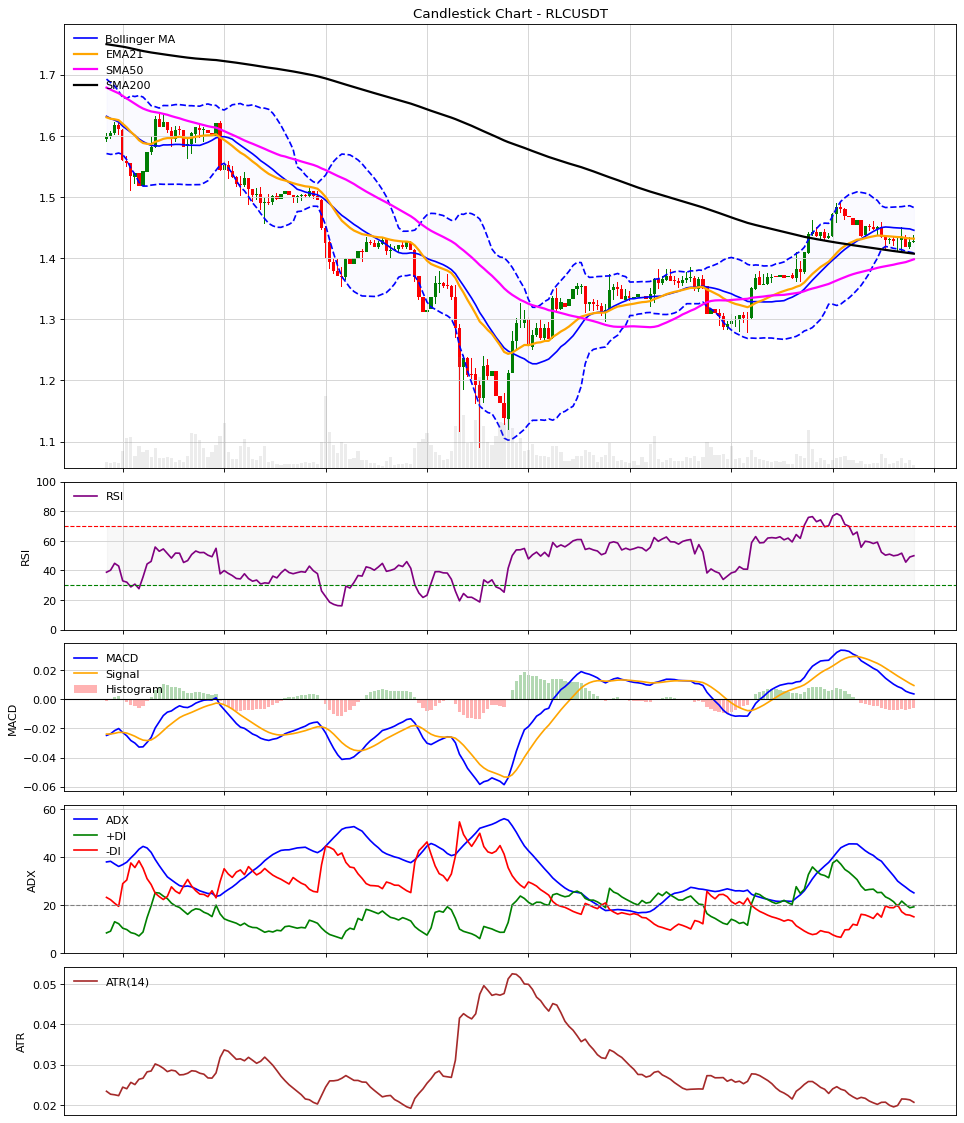 Candlestick Chart - RLCUSDT
Bollinger MA
EMA21
SMA50
SMA200
1.7
1.6
1.5
1.4
1.3
1.2
1.1
RSI
100
80
60
40
20
0
RSI
MACD
Signal
Histogram
0.02
0.00
−0.02
−0.04
−0.06
MACD
ADX
+DI
-DI
60
40
20
0
ADX
ATR(14)
0.05
0.04
0.03
0.02
ATR